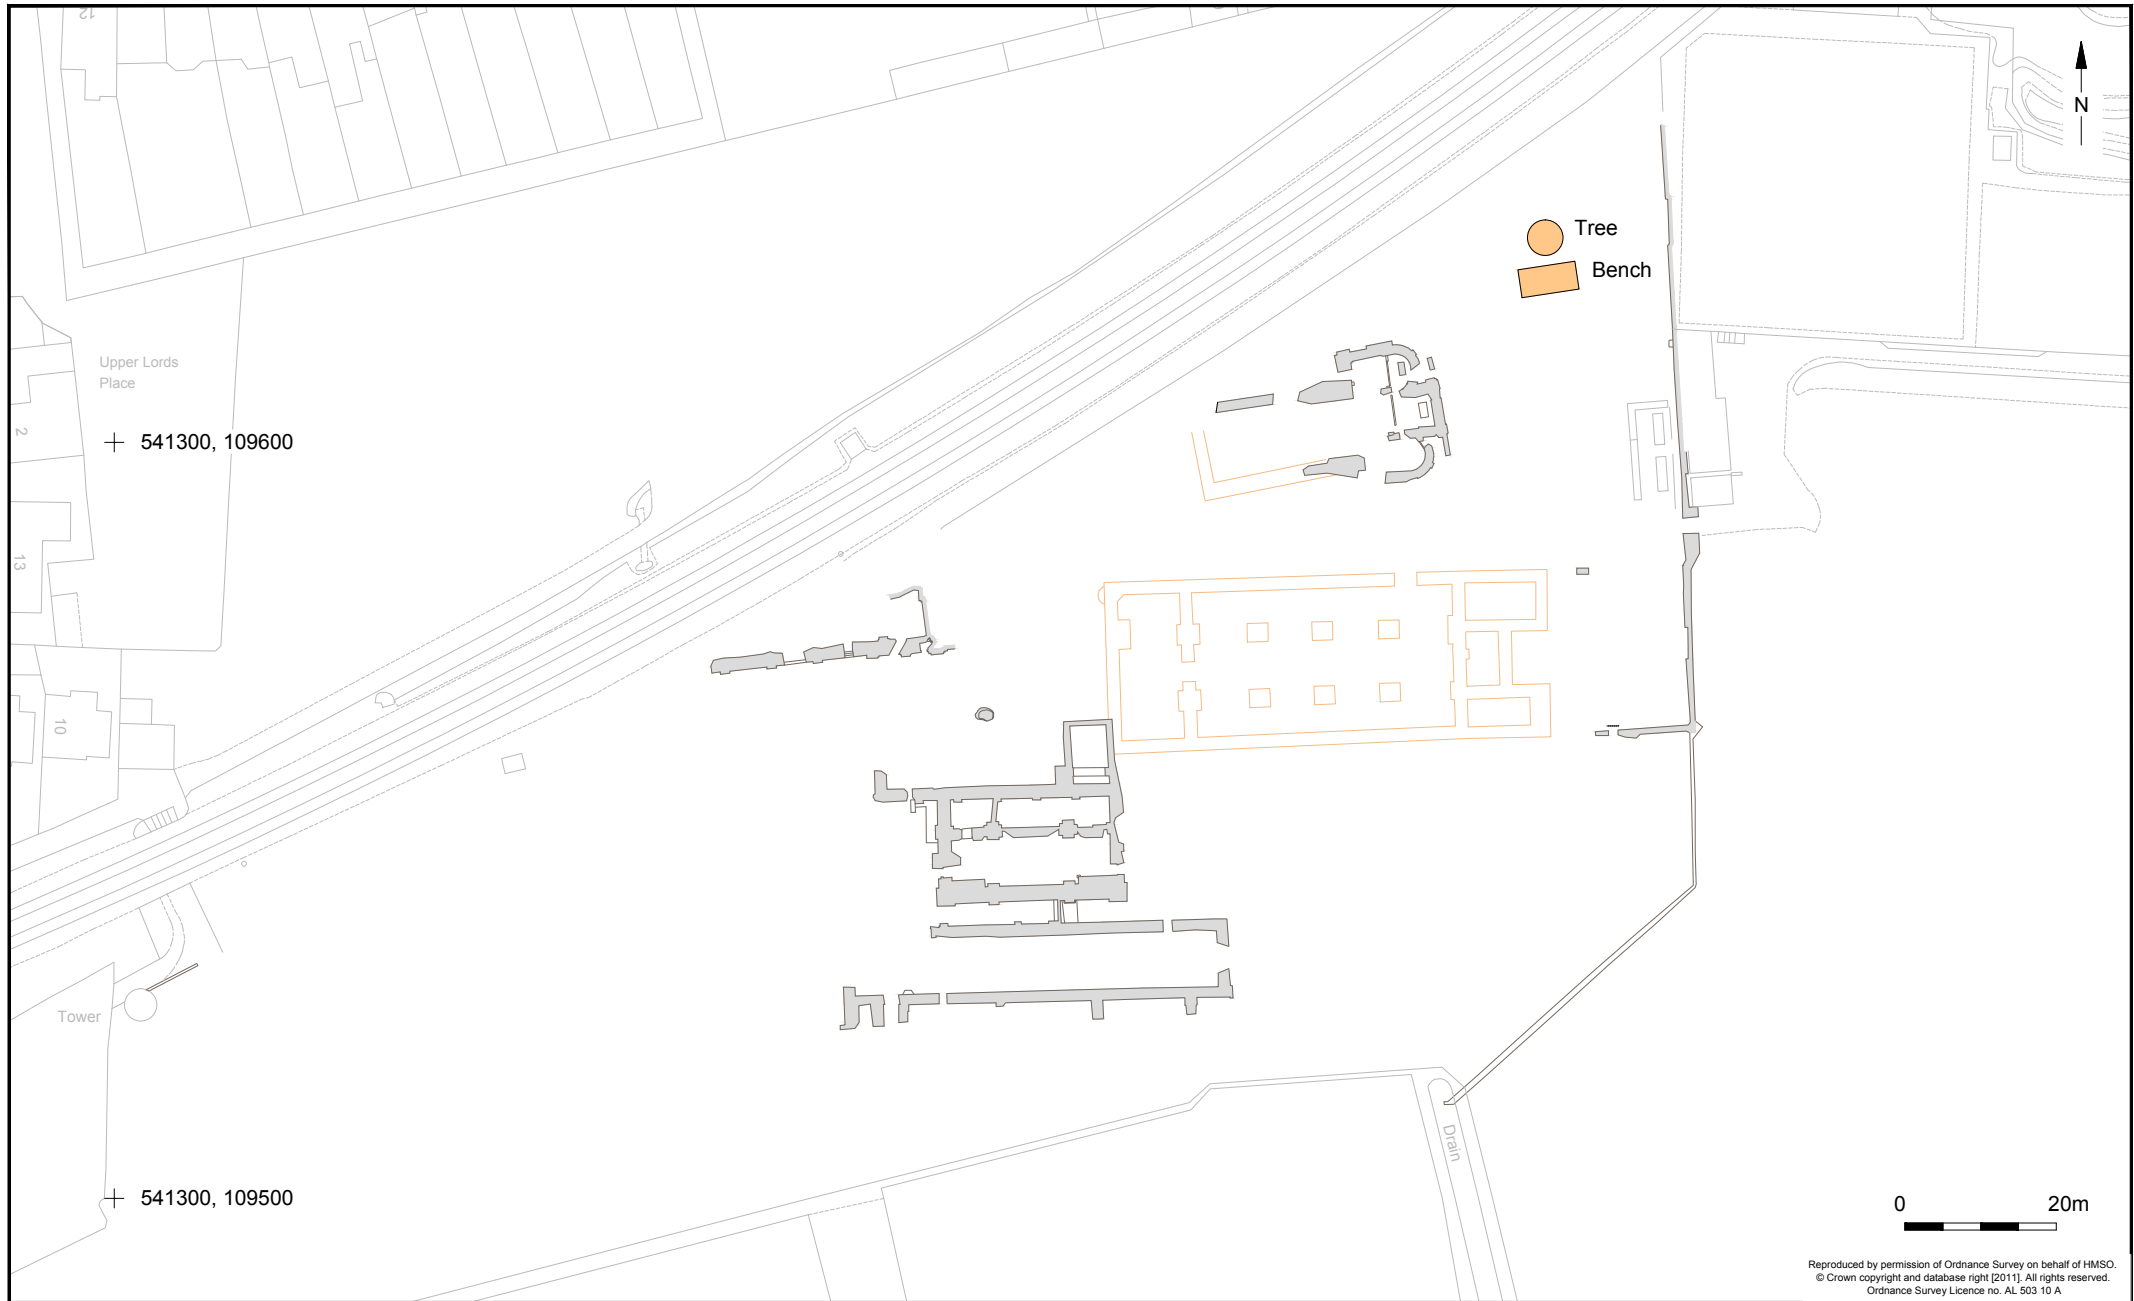 12
N
Tree
Bench
Upper Lords
Place
2
541300, 109600
13
10
Tower
Drain
541300, 109500
0 20m
Reproduced by permission of Ordnance Survey on behalf of HMSO.
© Crown copyright and database right [2011]. All rights reserved.
Ordnance Survey Licence no. AL 503 10 A